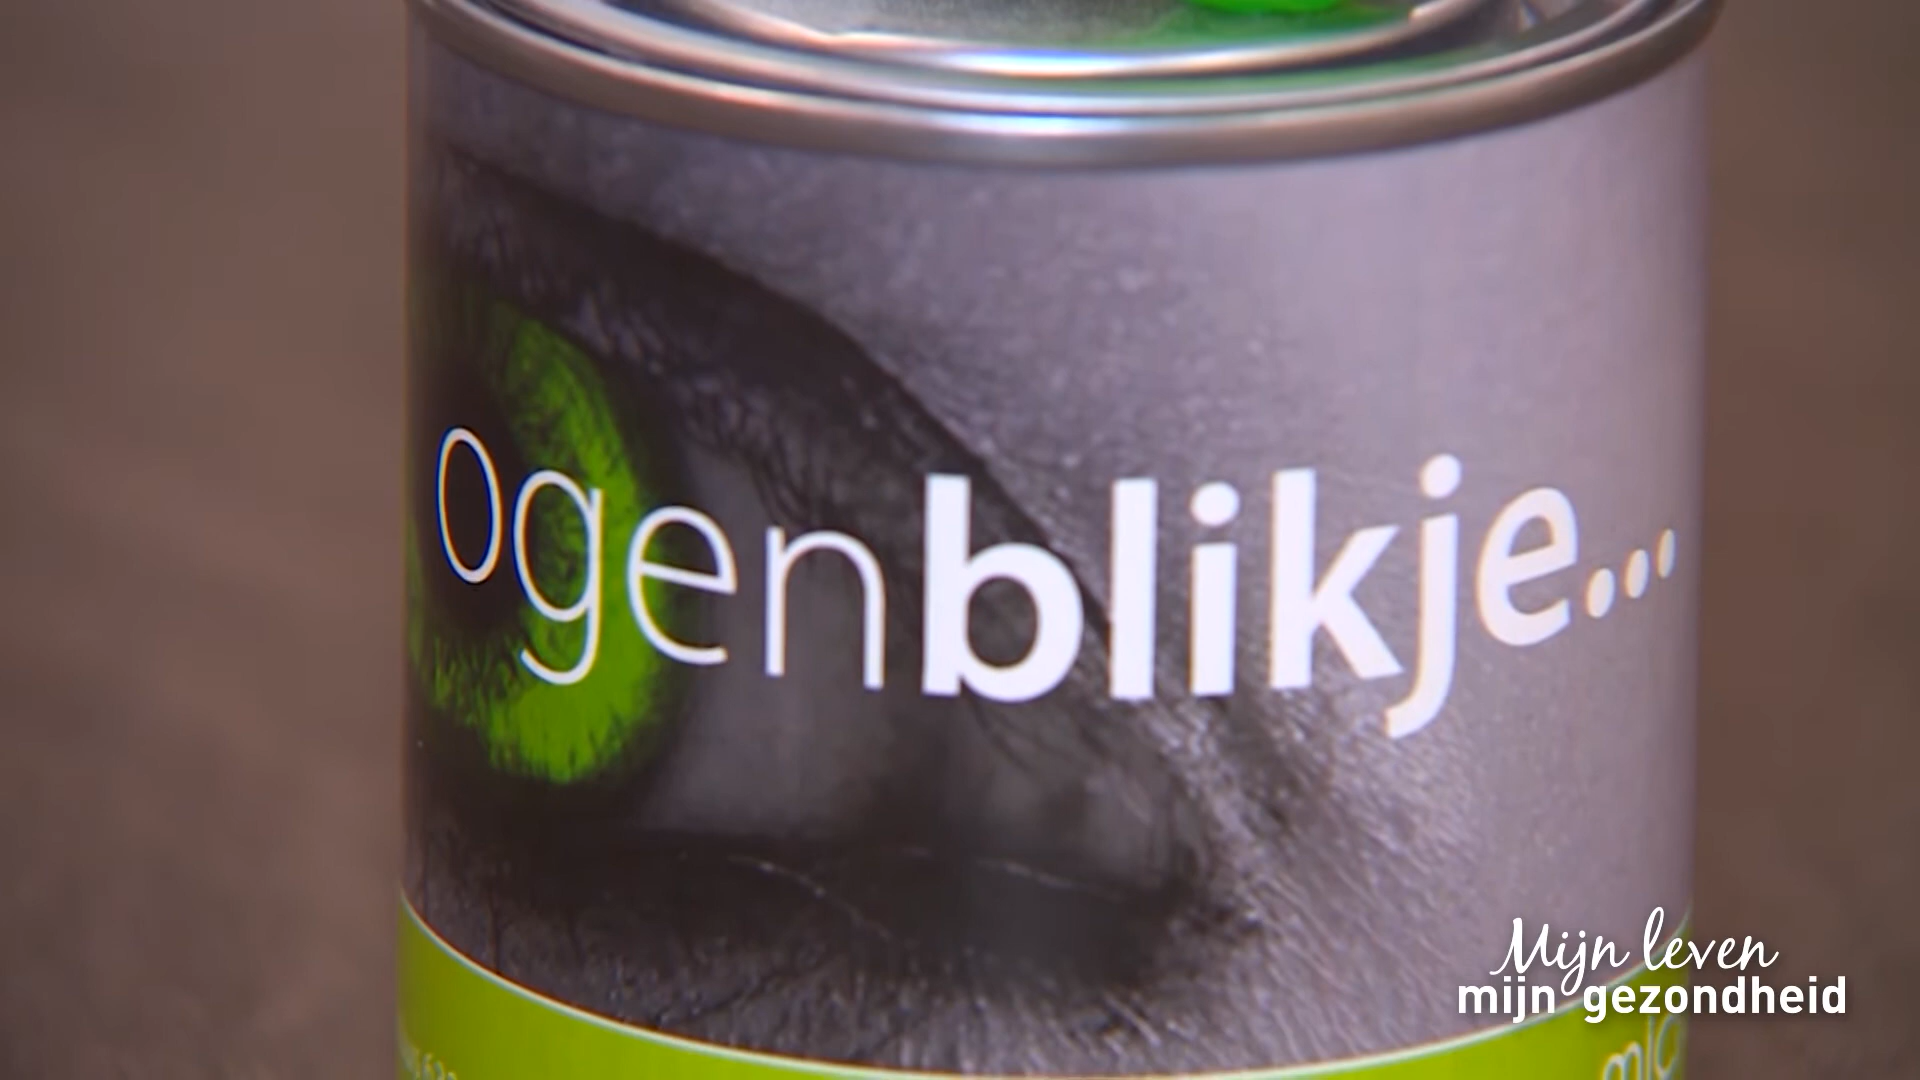 ogenblikje...
Mijn leven
mijn gezondheid